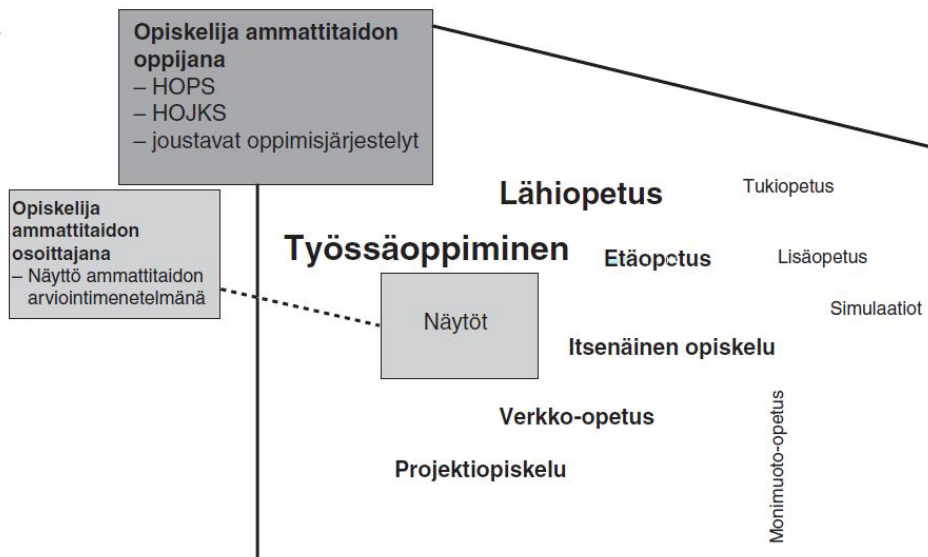 Opiskelija ammattitaidon
oppijana
– HOPS
– HOJKS
– joustavat oppimisjärjestelyt
Opiskelija
ammattitaidon
osoittajana
– Näyttö ammattitaidon
arviointimenetelmänä
Lähiopetus
Tukiopetus
Työssäoppiminen
Etäopetus
Lisäopetus
Simulaatiot
Näytöt
Itsenäinen opiskelu
Verkko-opetus
Projektiopiskelu
Monimuoto-opetus